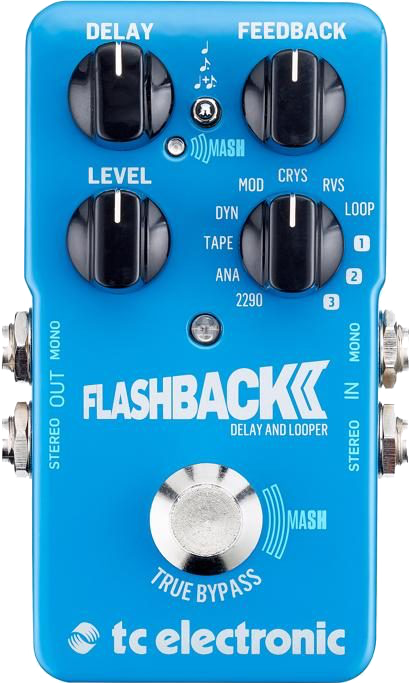 DELAY
FEEDBACK
MASH
LEVEL
CRYS
MOD
RVS
DYN
LOOP
TAPE
1
ANA
2
2290
3
MONO
OUT
STEREO
MONO
IN
STEREO
FLASHBACK
DELAY AND LOOPER
MASH
TRUE BYPASS
tc electronic